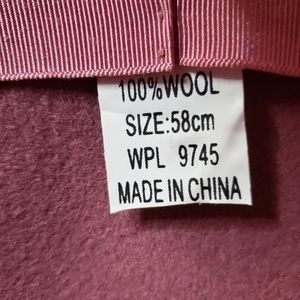 100%WOOL
SIZE:58cm
WPL 9745
MADE IN CHINA